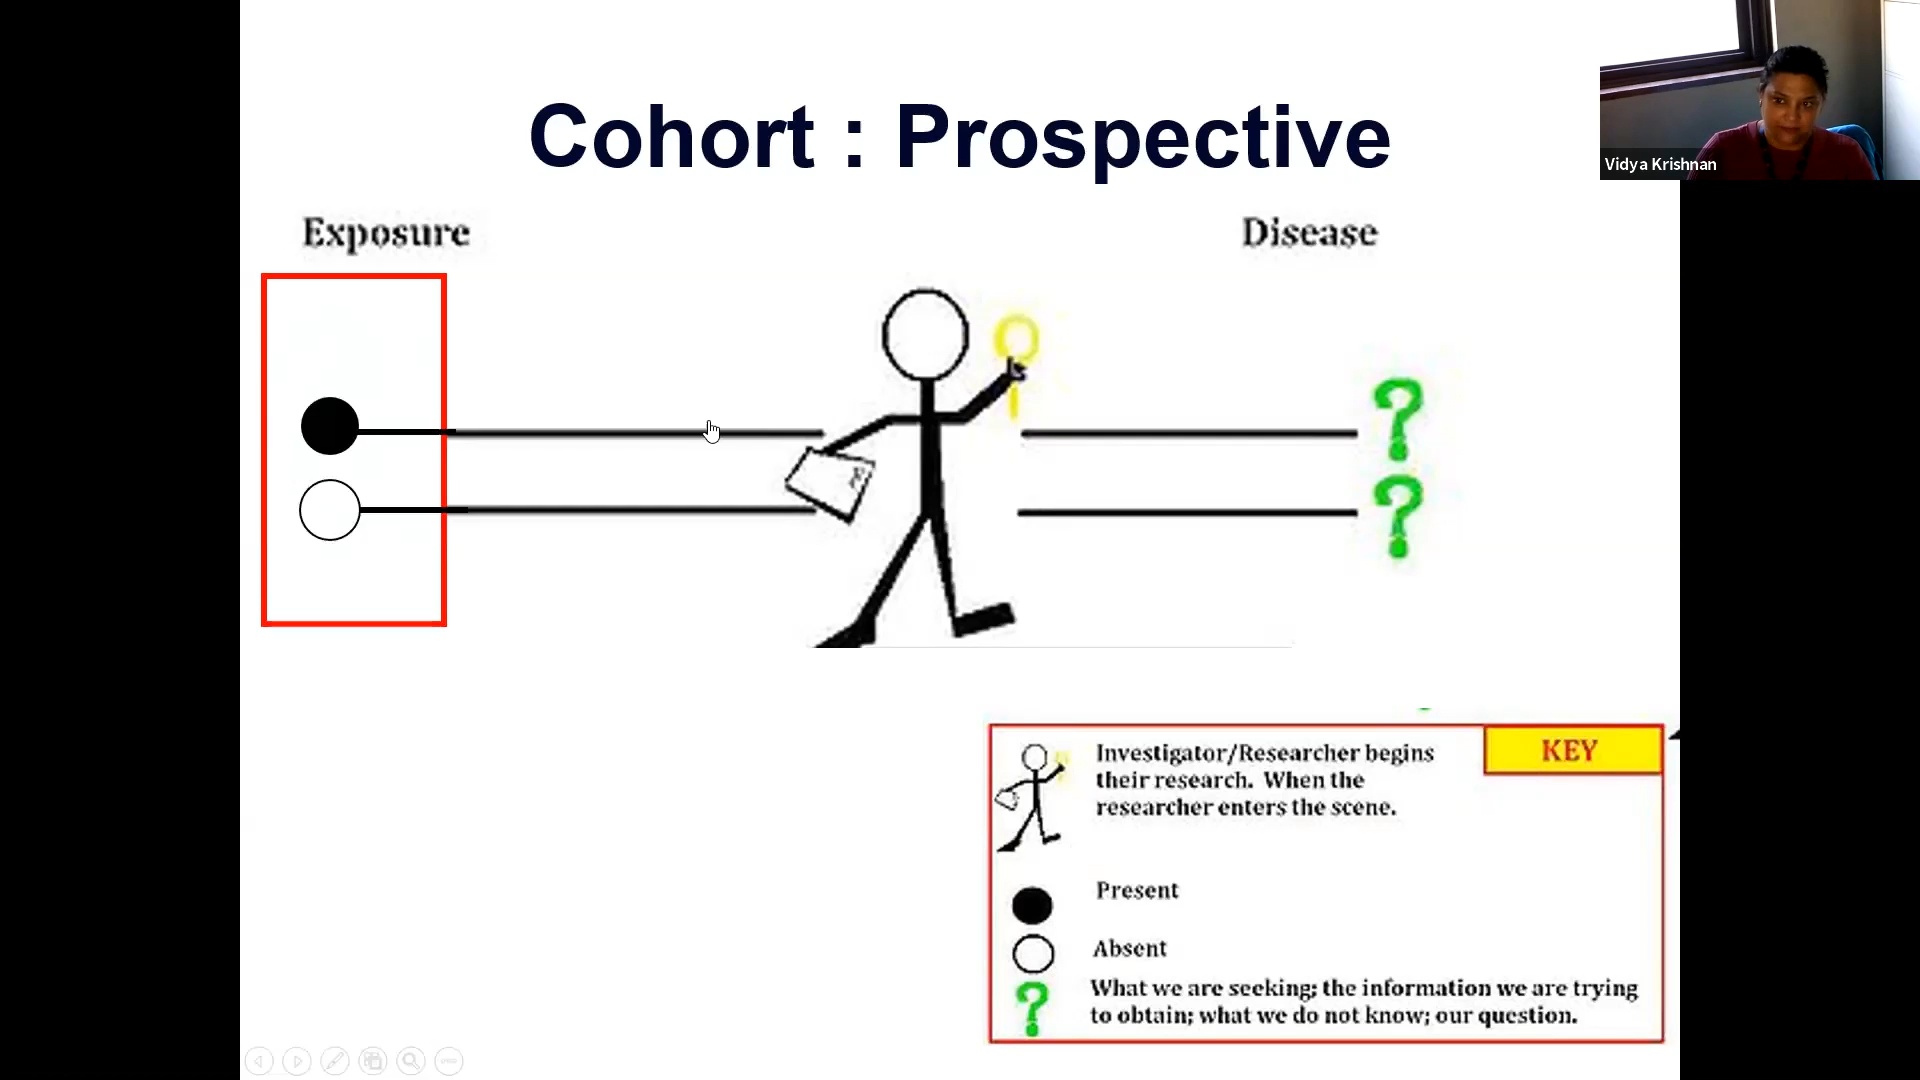 Cohort : Prospective
Vidya Krishnan
Exposure
Disease
KEY
Investigator/Researcher begins
their research. When the
researcher enters the scene.
Present
Absent
What we are seeking; the information we are trying
to obtain; what we do not know; our question.